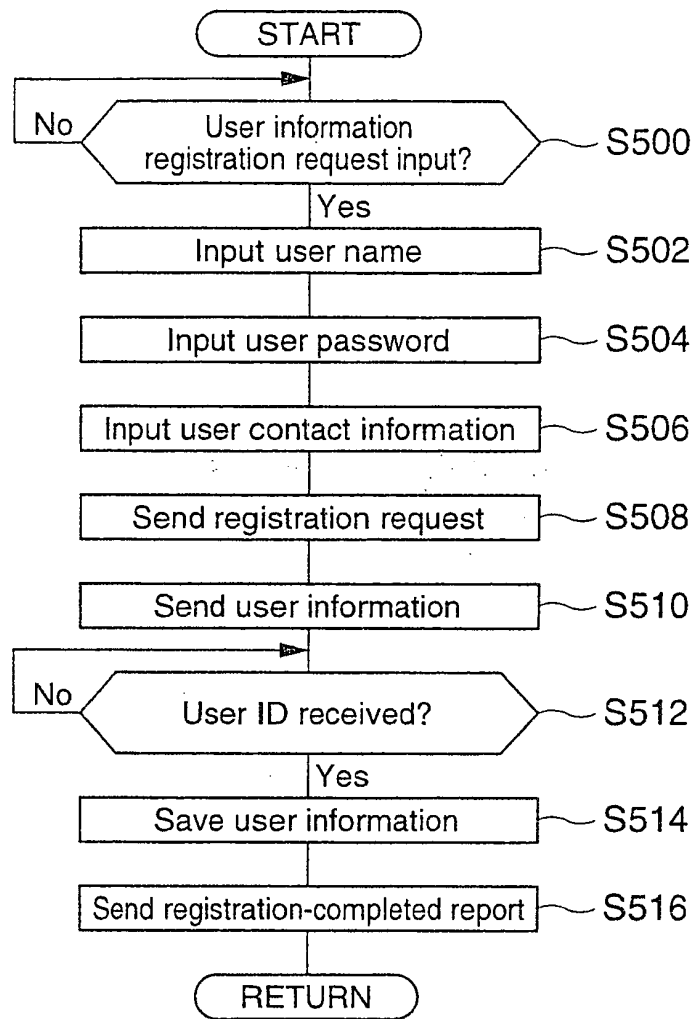 START
No
User information
registration request input?
S500
Yes
Input user name
S502
Input user password
S504
Input user contact information
S506
Send registration request
S508
Send user information
S510
No
User ID received?
S512
Yes
Save user information
S514
Send registration-completed report
S516
RETURN